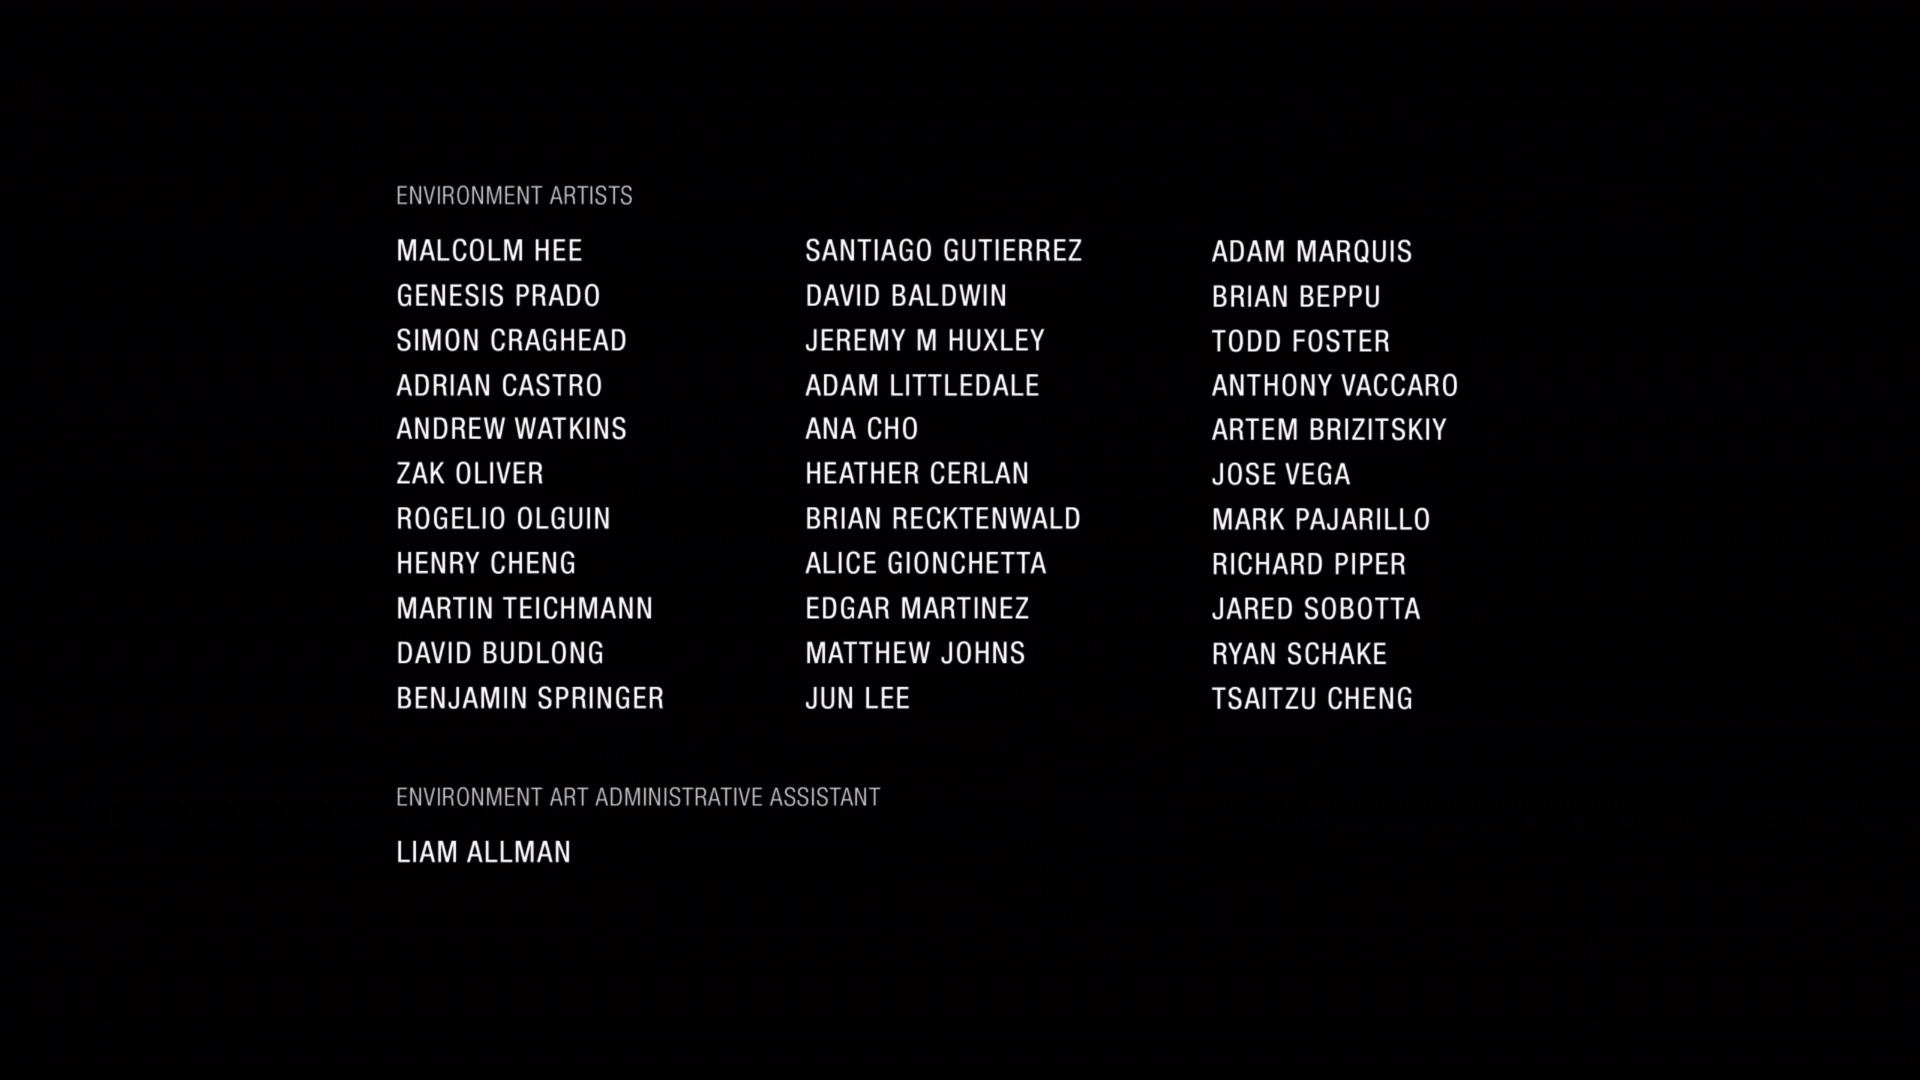 ENVIRONMENT ARTISTS
MALCOLM HEE
GENESIS PRADO
SIMON CRAGHEAD
ADRIAN CASTRO
ANDREW WATKINS
ZAK OLIVER
ROGELIO OLGUIN
HENRY CHENG
MARTIN TEICHMANN
DAVID BUDLONG
BENJAMIN SPRINGER
SANTIAGO GUTIERREZ
DAVID BALDWIN
JEREMY M HUXLEY
ADAM LITTLEDALE
ANA CHO
HEATHER CERLAN
BRIAN RECKTENWALD
ALICE GIONCHETTA
EDGAR MARTINEZ
MATTHEW JOHNS
JUN LEE
ADAM MARQUIS
BRIAN BEPPU
TODD FOSTER
ANTHONY VACCARO
ARTEM BRIZITSKIY
JOSE VEGA
MARK PAJARILLO
RICHARD PIPER
JARED SOBOTTA
RYAN SCHAKE
TSAITZU CHENG
ENVIRONMENT ART ADMINISTRATIVE ASSISTANT
LIAM ALLMAN